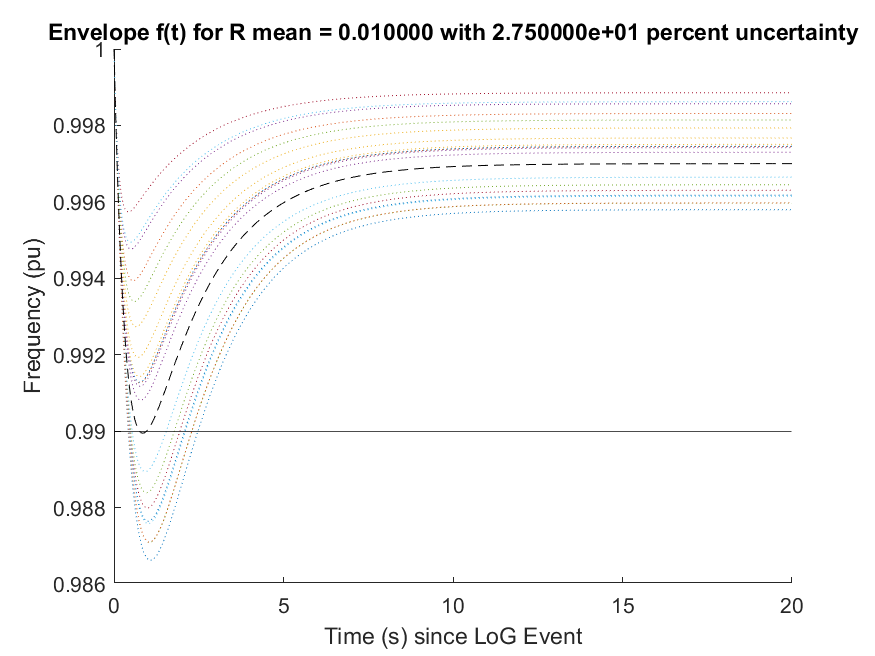 Envelope f(t) for R mean = 0.010000 with 2.750000e+01 percent uncertainty
1
0.998
0.996
0.994
0.992
0.99
0.988
0.986
Frequency (pu)
0 5 10 15 20
Time (s) since LoG Event